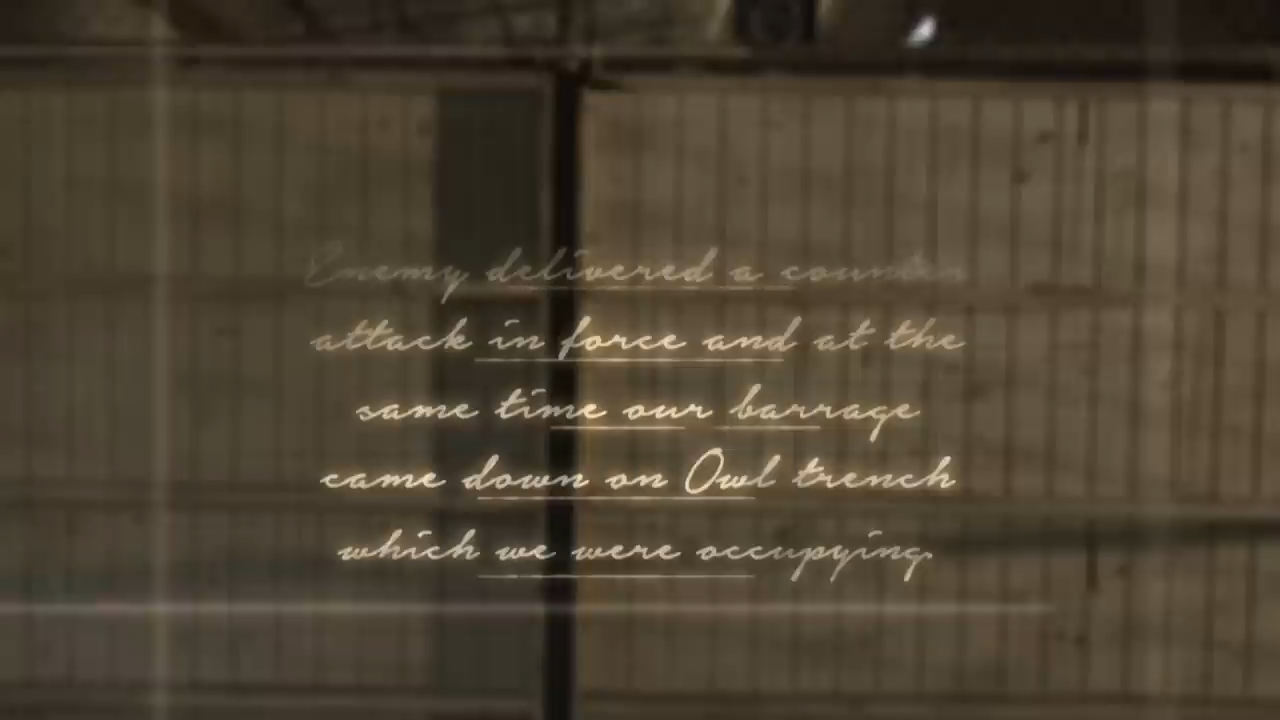 Enemy delivered a counter
attack in force and at the
same time our barrage
came down on Owl trench
which we were occupying.